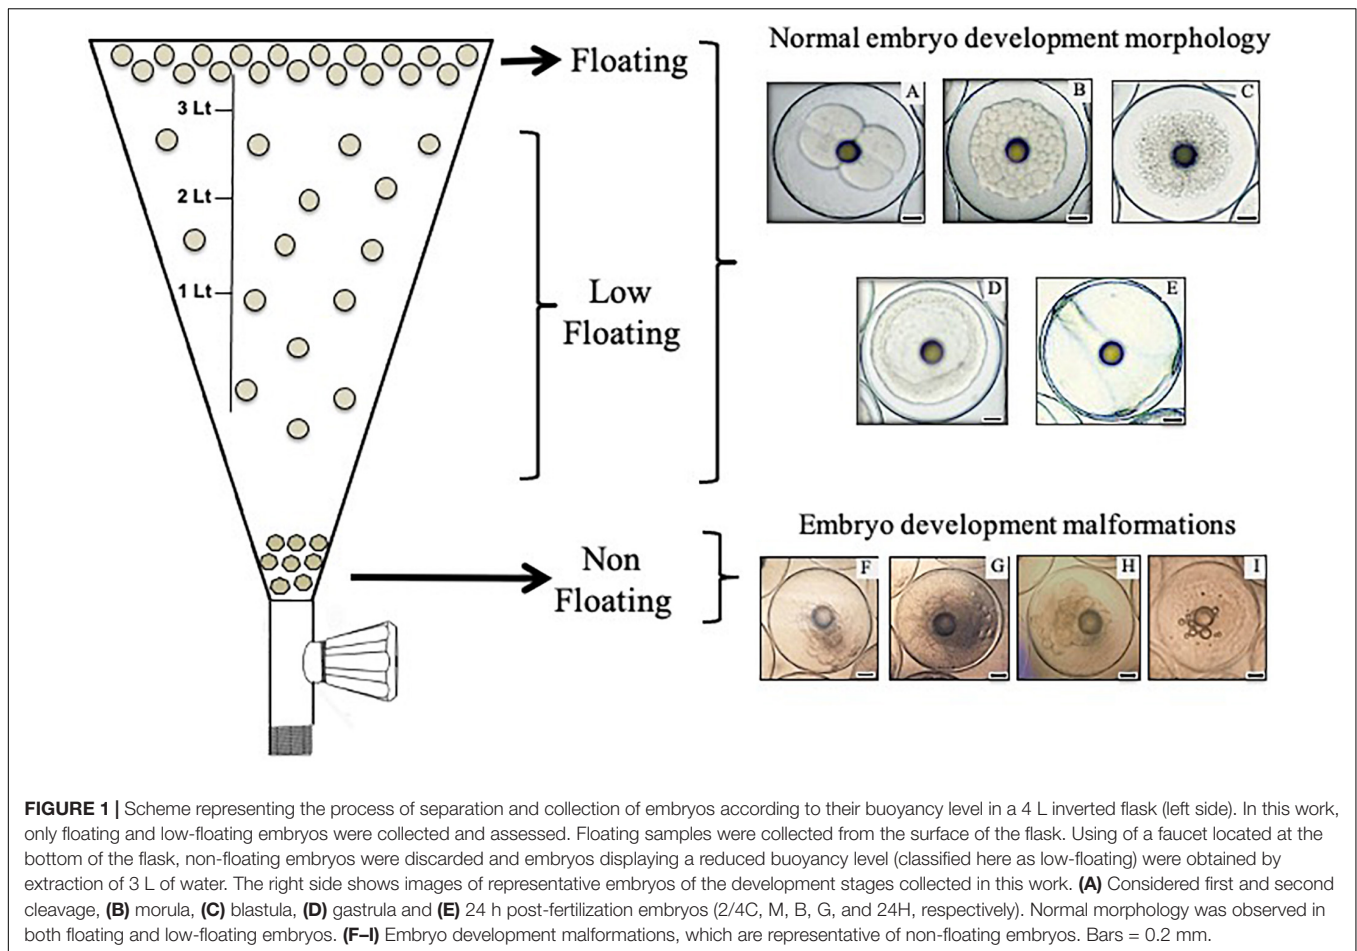 Floating
Normal embryo development morphology
A
B
C
3 Lt
2 Lt
1 Lt
Low
Floating
D
E
Embryo development malformations
Non
Floating
F
G
H
I
FIGURE 1 | Scheme representing the process of separation and collection of embryos according to their buoyancy level in a 4 L inverted flask (left side). In this work,
only floating and low-floating embryos were collected and assessed. Floating samples were collected from the surface of the flask. Using of a faucet located at the
bottom of the flask, non-floating embryos were discarded and embryos displaying a reduced buoyancy level (classified here as low-floating) were obtained by
extraction of 3 L of water. The right side shows images of representative embryos of the development stages collected in this work. (A) Considered first and second
cleavage, (B) morula, (C) blastula, (D) gastrula and (E) 24 h post-fertilization embryos (2/4C, M, B, G, and 24H, respectively). Normal morphology was observed in
both floating and low-floating embryos. (F–I) Embryo development malformations, which are representative of non-floating embryos. Bars = 0.2 mm.